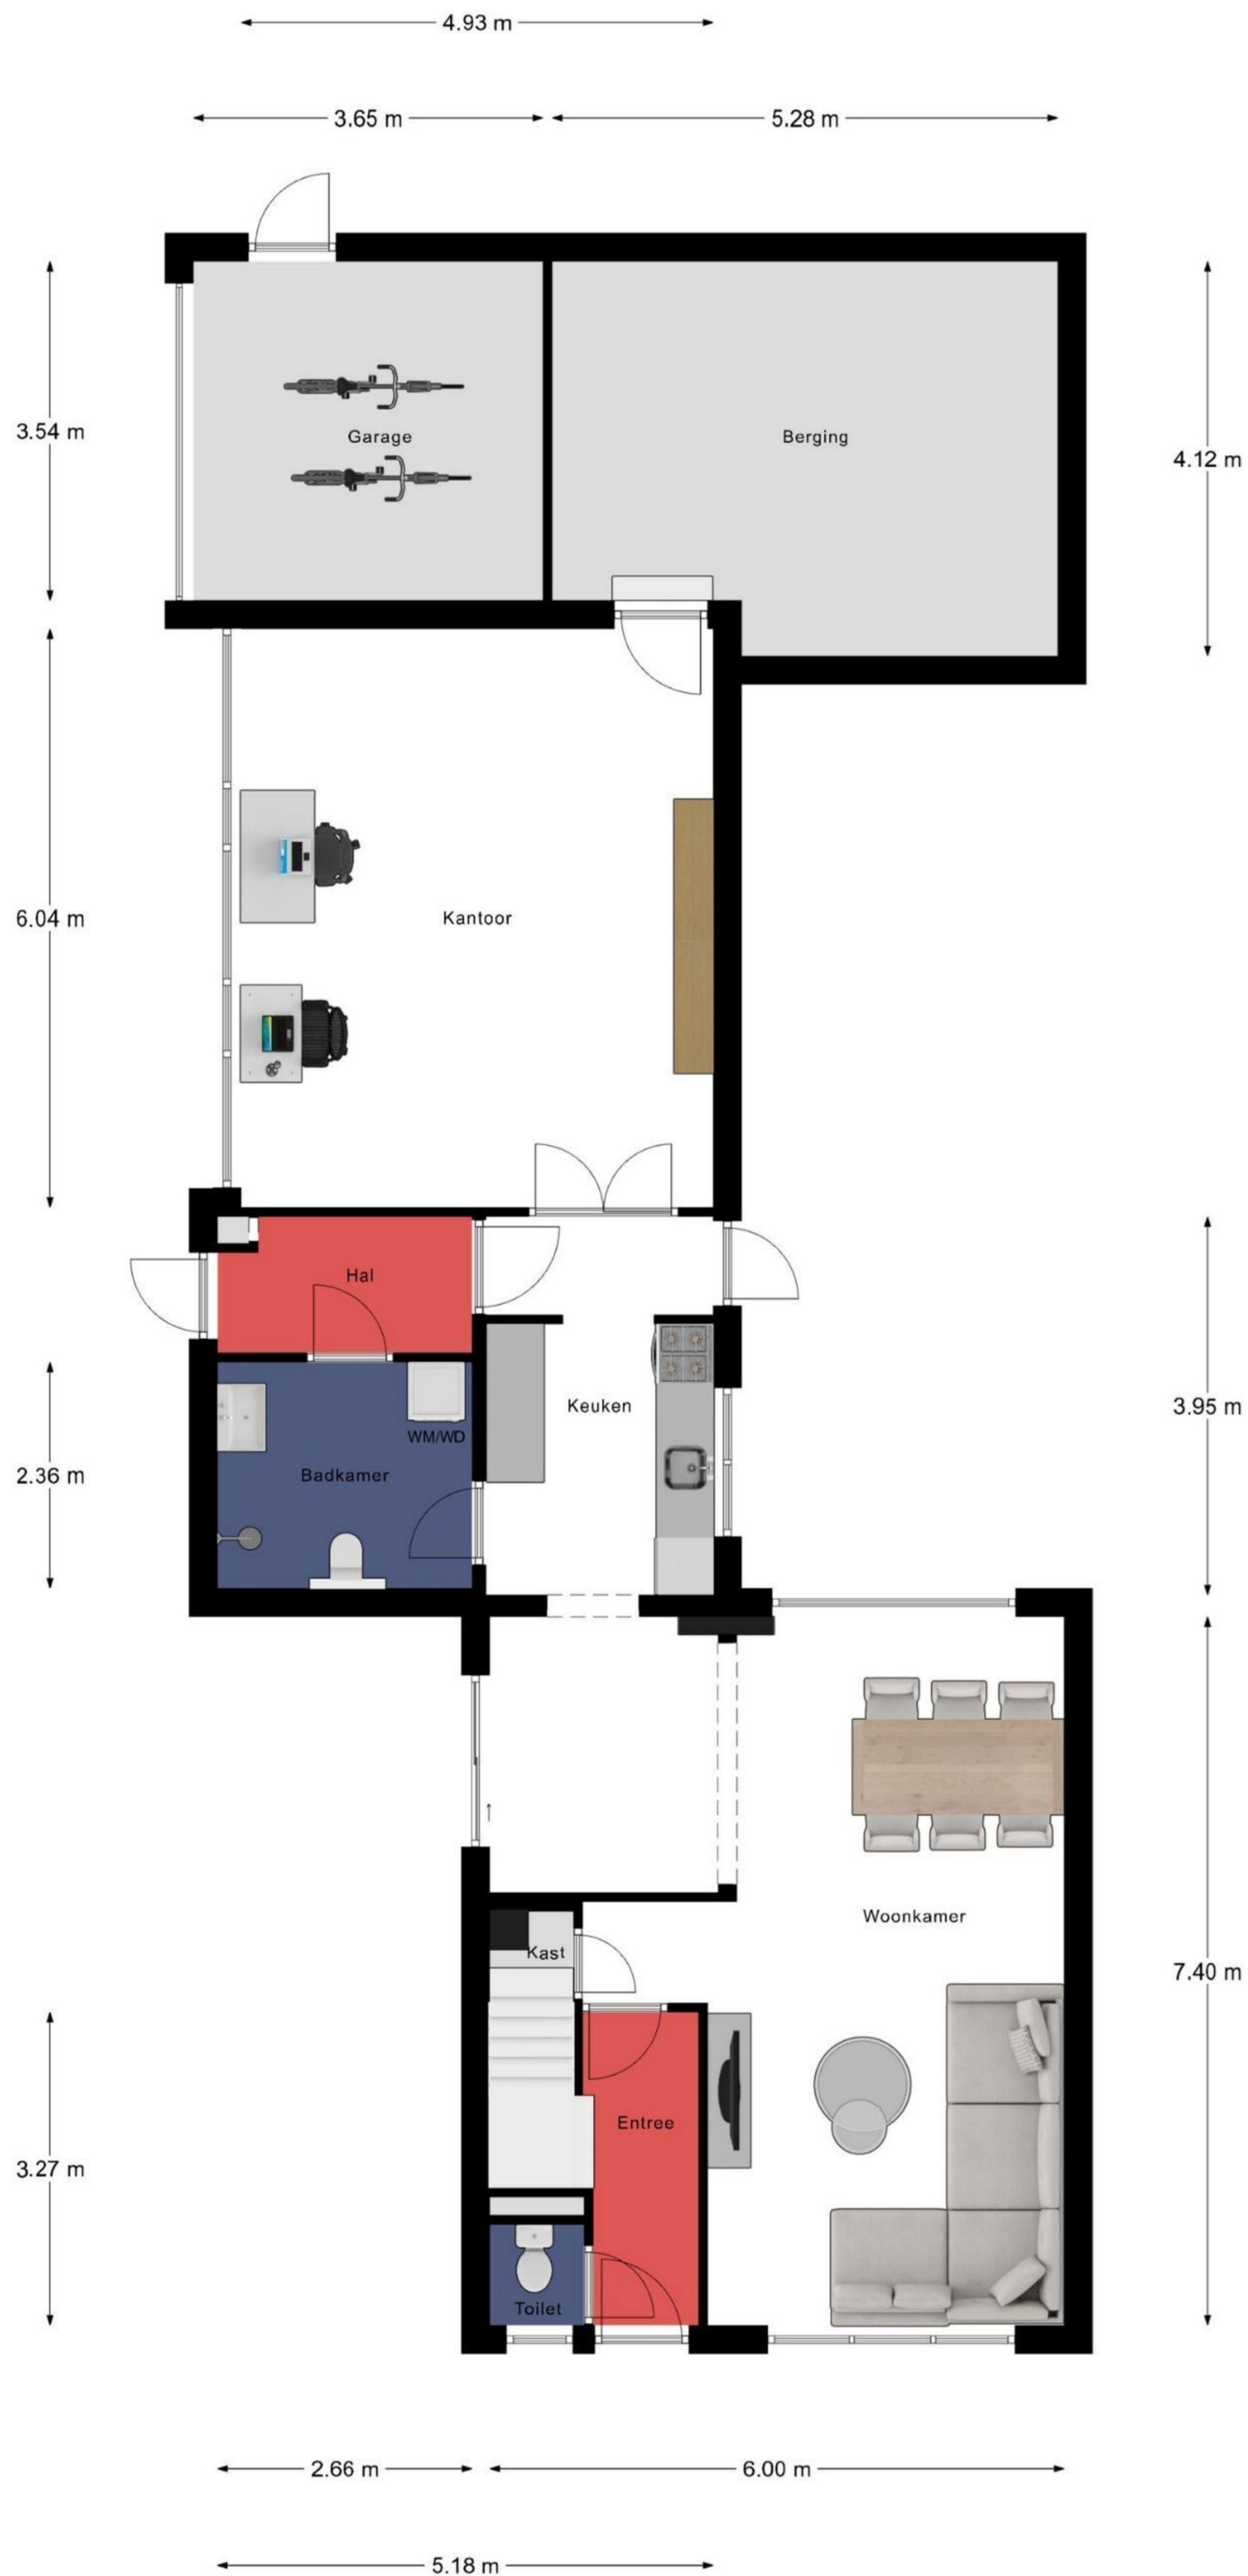 4.93 m
3.65 m
5.28 m
3.54 m
Garage
Berging
4.12 m
6.04 m
Kantoor
Hal
Keuken
3.95 m
WM/WD
2.36 m
Badkamer
Woonkamer
Kast
7.40 m
Entree
3.27 m
Toilet
2.66 m
6.00 m
5.18 m